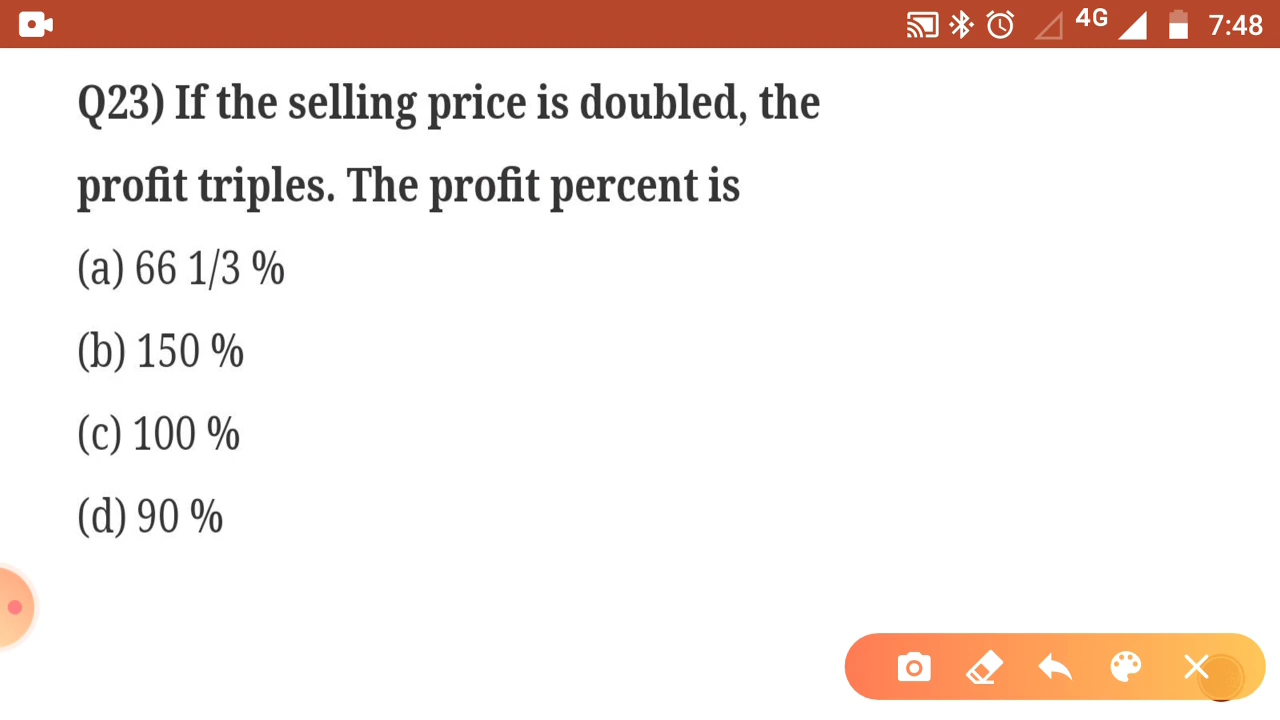 4G 7:48
Q23) If the selling price is doubled, the
profit triples. The profit percent is
(a) 66 1/3 %
(b) 150 %
(c) 100 %
(d) 90 %